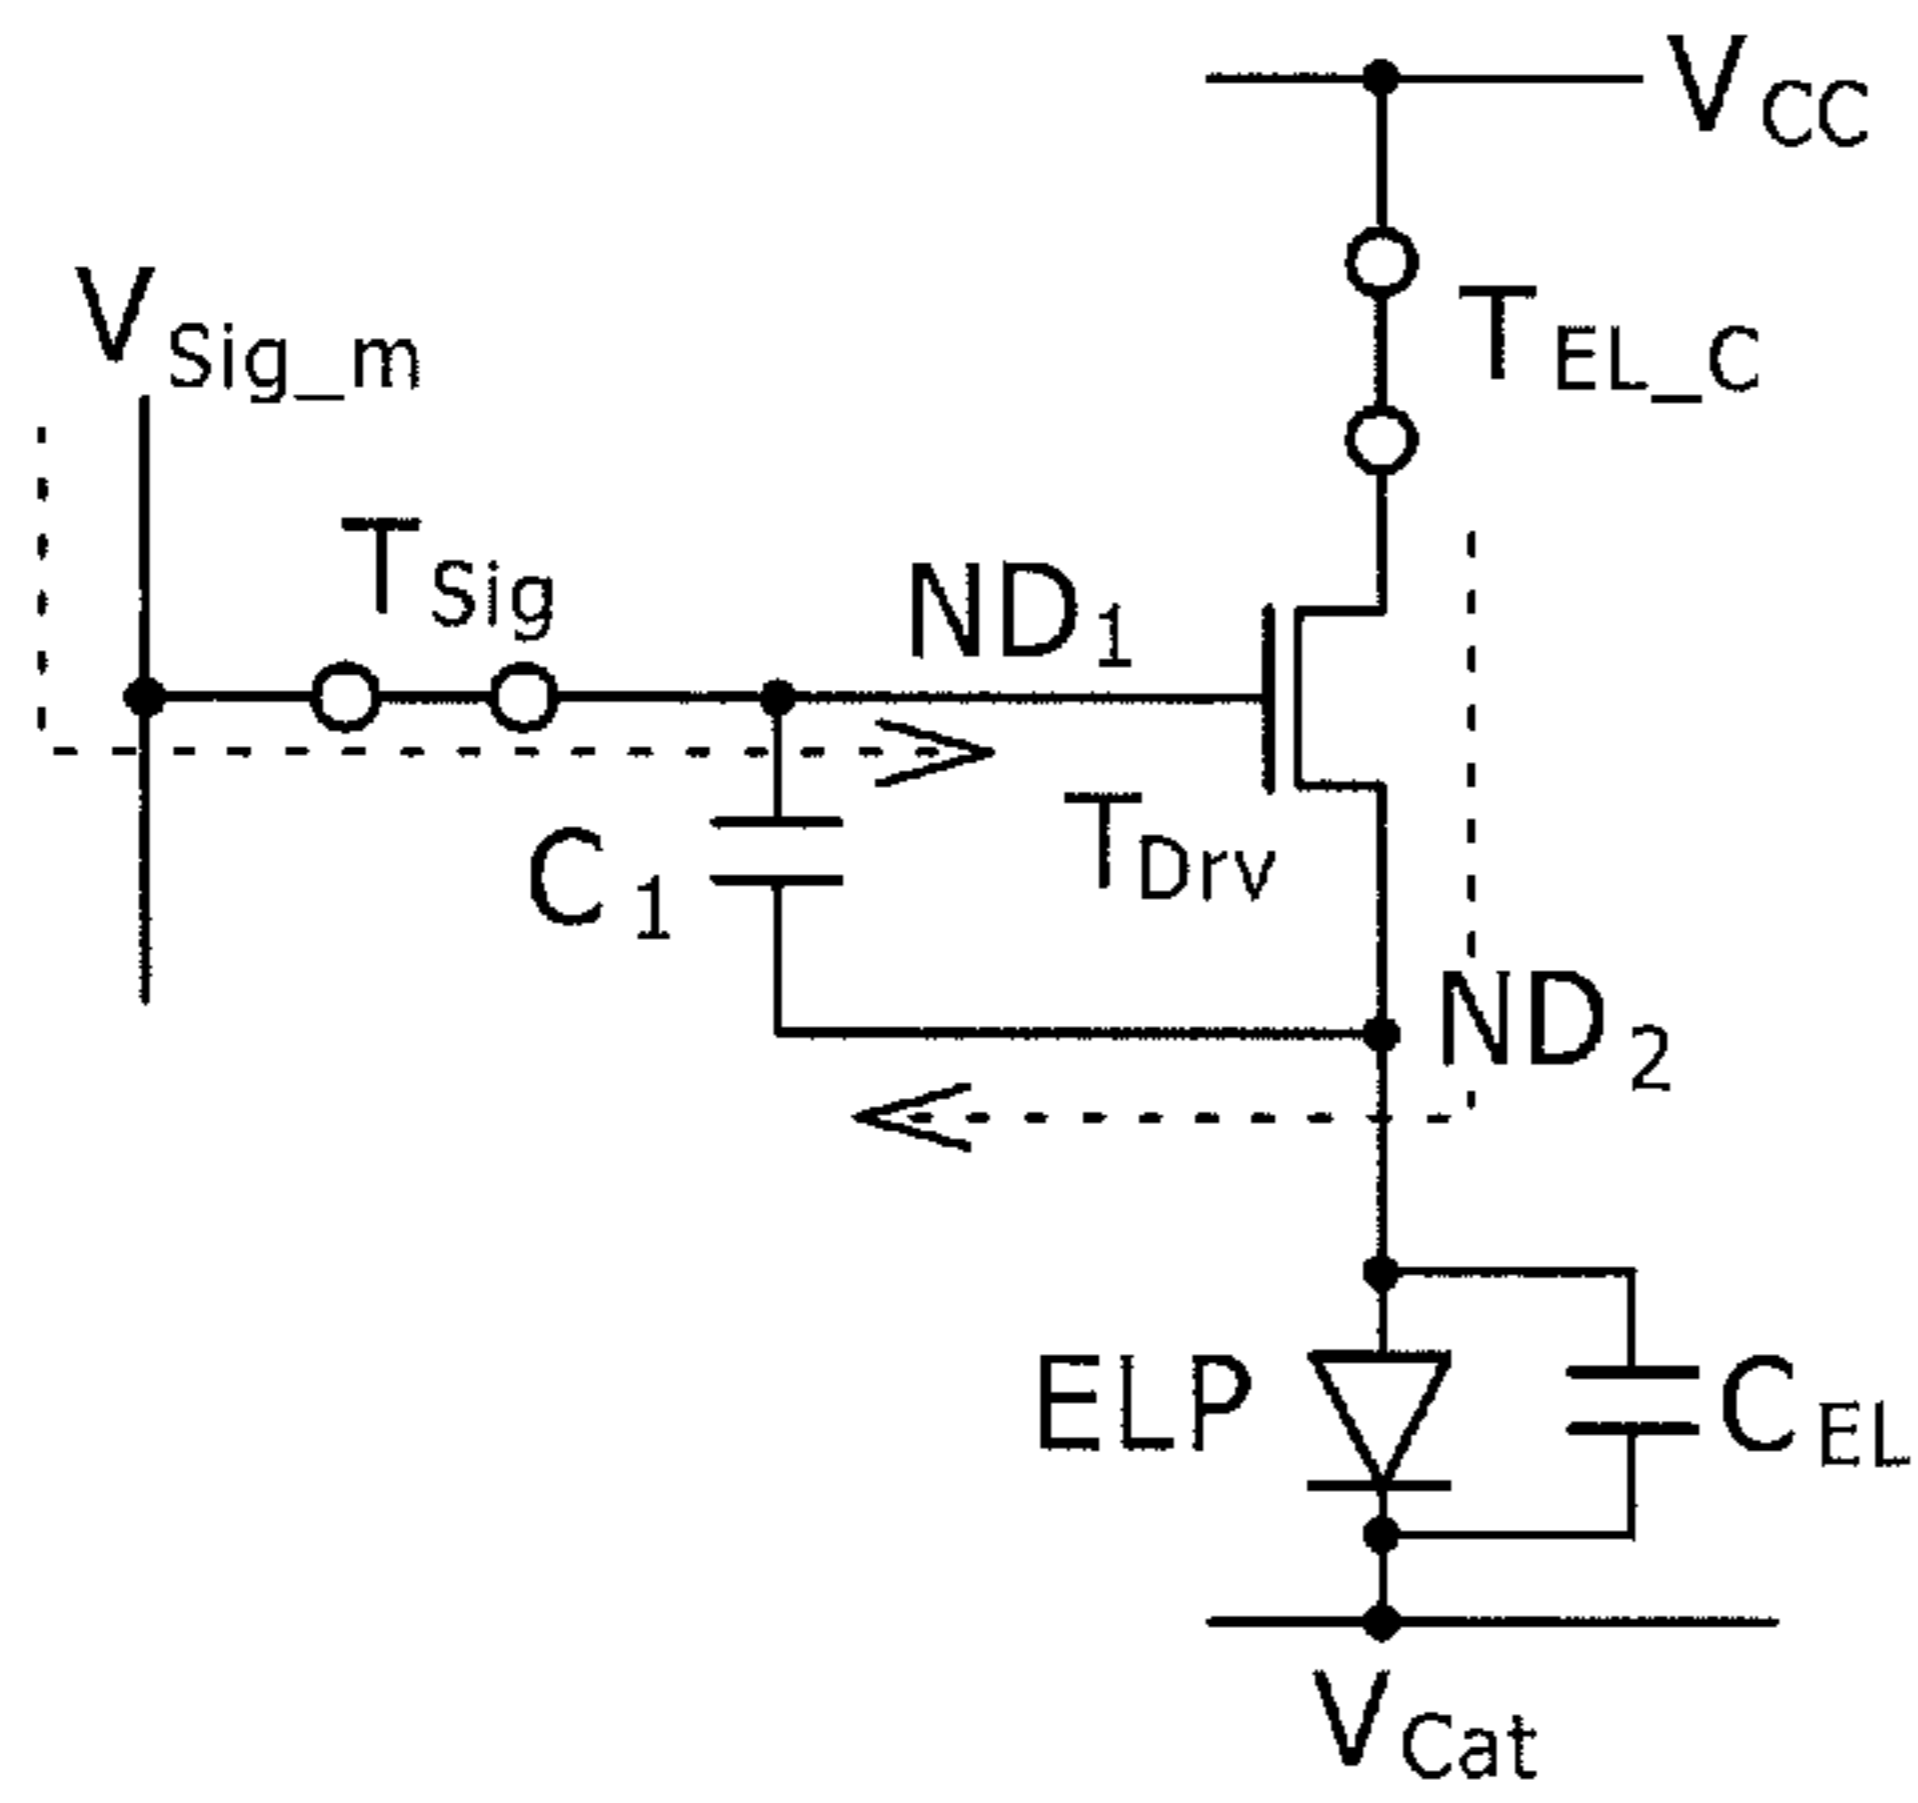 V_CC
V_Sig_m
T_EL_C
T_Sig
ND_1
C_1
T_Drv
ND_2
ELP
C_EL
V_Cat